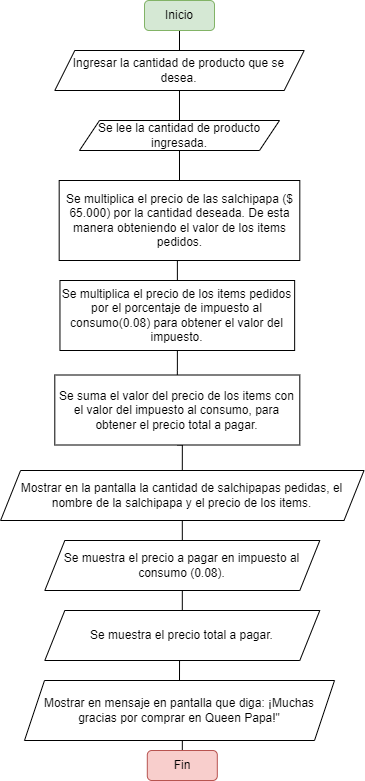 Inicio
Ingresar la cantidad de producto que se
desea.
Se lee la cantidad de producto
ingresada.
Se multiplica el precio de las salchipapa ($
65.000) por la cantidad deseada. De esta
manera obteniendo el valor de los items
pedidos.
Se multiplica el precio de los items pedidos
por el porcentaje de impuesto al
consumo(0.08) para obtener el valor del
impuesto.
Se suma el valor del precio de los items con
el valor del impuesto al consumo, para
obtener el precio total a pagar.
Mostrar en la pantalla la cantidad de salchipapas pedidas, el
nombre de la salchipapa y el precio de los items.
Se muestra el precio a pagar en impuesto al
consumo (0.08).
Se muestra el precio total a pagar.
Mostrar en mensaje en pantalla que diga: ¡Muchas
gracias por comprar en Queen Papa!"
Fin